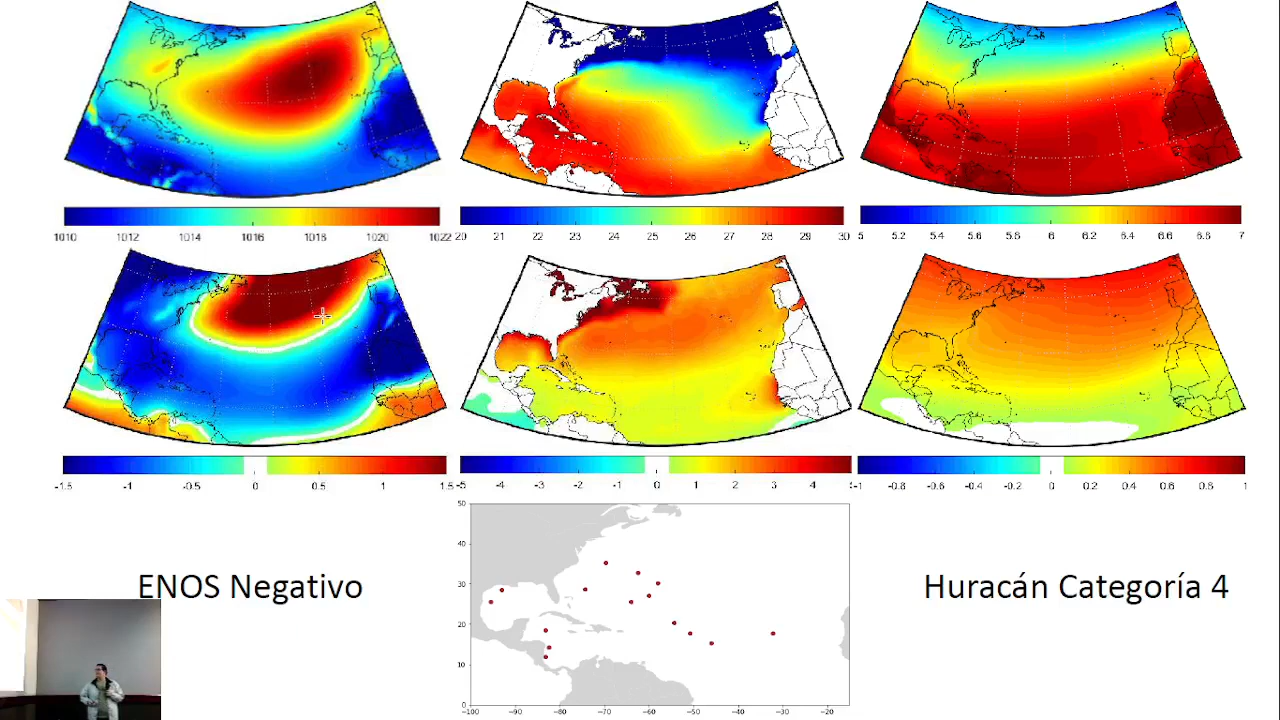 1010 1012 1014 1016 1018 1020 1022
20 21 22 23 24 25 26 27 28 29 30
5 5.2 5.4 5.6 5.8 6 6.2 6.4 6.6 6.8 7
-1.5 -1 -0.5 0 0.5 1 1.5
-5 -4 -3 -2 -1 0 1 2 3 4
-1 -0.8 -0.6 -0.4 -0.2 0 0.2 0.4 0.6 0.8 1
50
40
30
20
10
0
-100 -90 -80 -70 -60 -50 -40 -30 -20
ENOS Negativo
Huracán Categoría 4